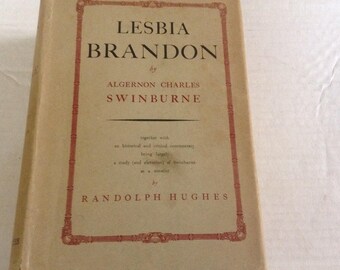 LESBIA
BRANDON
by
ALGERNON CHARLES
SWINBURNE
together with
an historical and critical commentary,
being largely
a study (and elevation) of Swinburne
as a novelist
by
RANDOLPH HUGHES